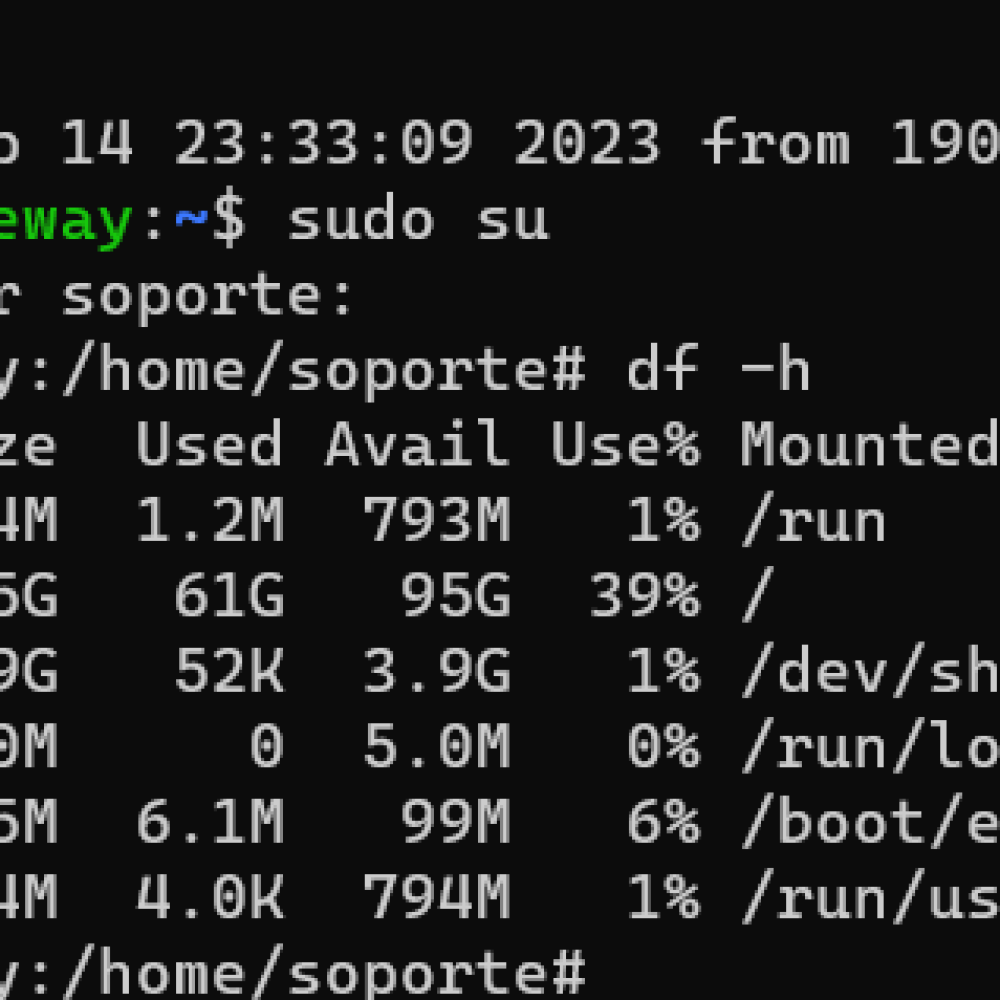 14 23:33:09 2023 from 190
eway:~$ sudo su
r soporte:
y:/home/soporte# df -h
ze Used Avail Use% Mounted
4M 1.2M 793M 1% /run
5G 61G 95G 39% /
9G 52K 3.9G 1% /dev/sh
0M 0 5.0M 0% /run/lo
5M 6.1M 99M 6% /boot/e
4M 4.0K 794M 1% /run/us
y:/home/soporte#